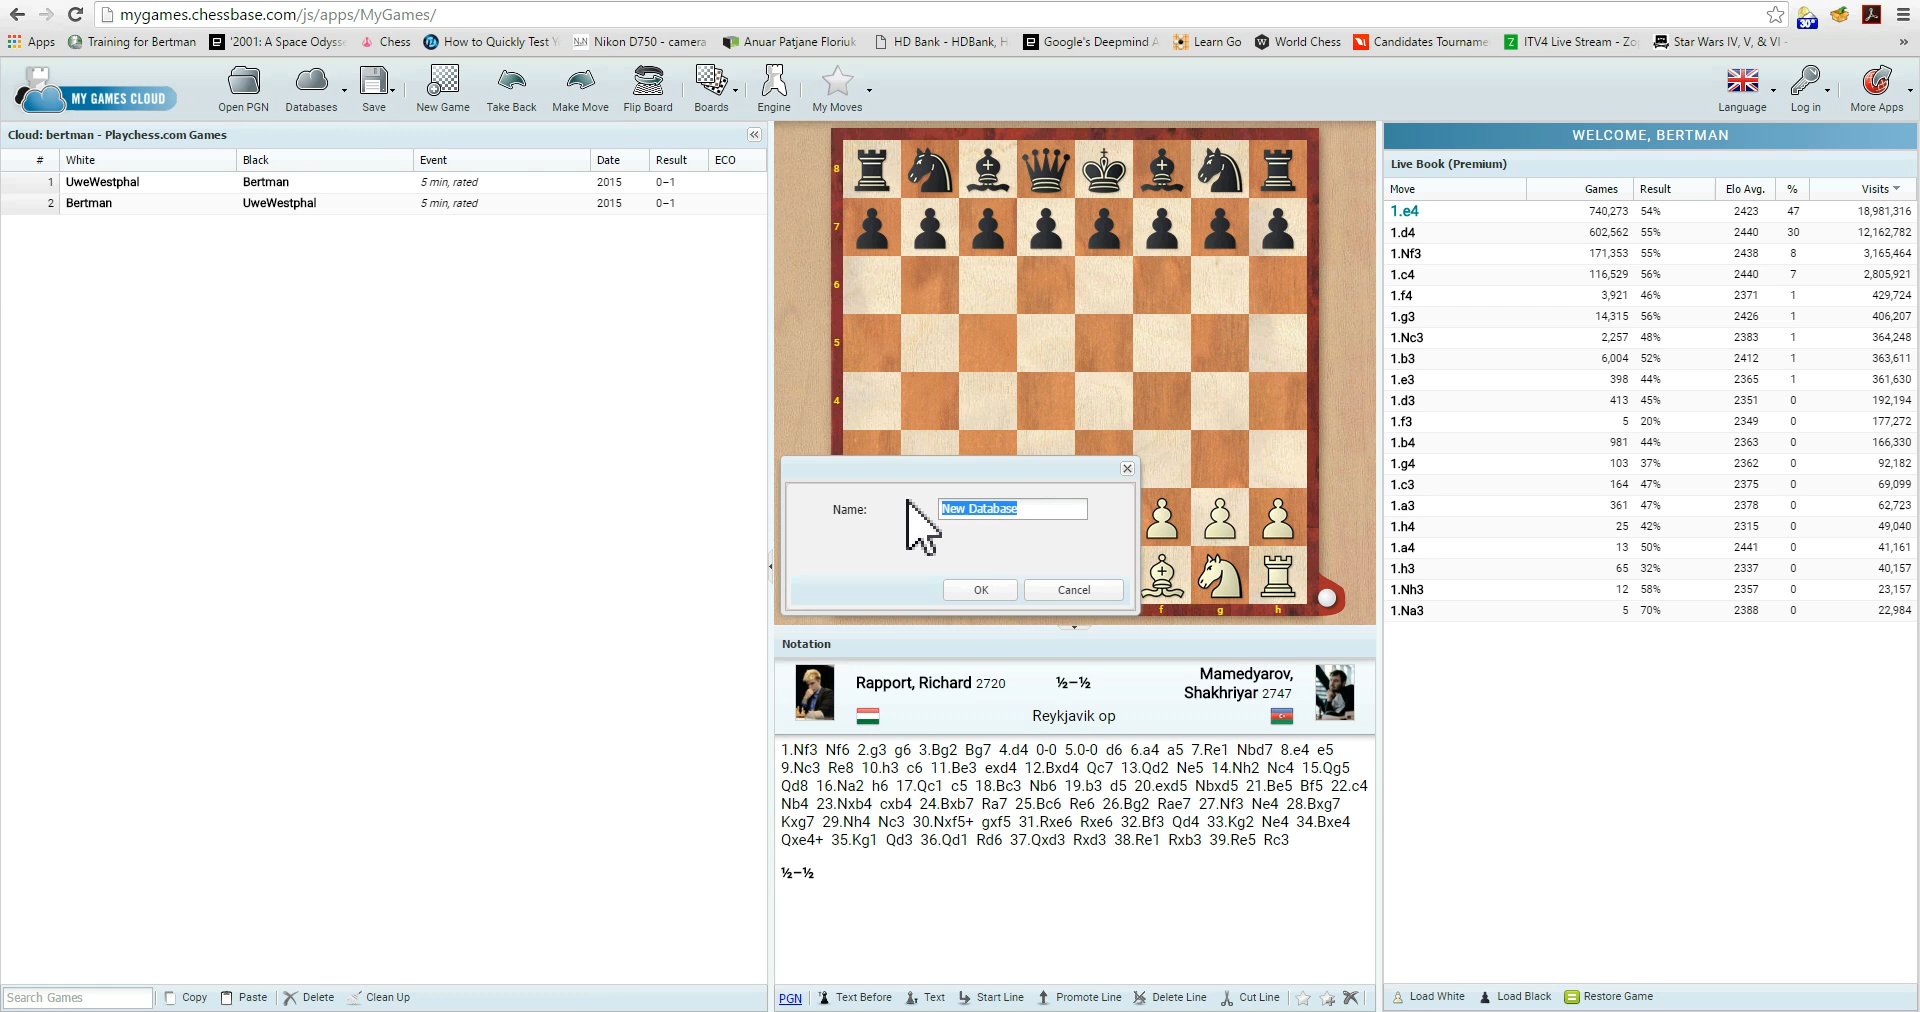 mygames.chessbase.com/js/apps/MyGames/
30°
Apps Training for Bertman '2001: A Space Odysse Chess How to Quickly Test Y Nikon D750 - camera Anuar Patjane Floriuk HD Bank - HDBank, H Google's Deepmind A Learn Go World Chess Candidates Tourname ITV4 Live Stream - Zo Star Wars IV, V, & VI - »
MY GAMES CLOUD
Open PGN Databases Save New Game Take Back Make Move Flip Board Boards Engine My Moves Language Log in More Apps
Cloud: bertman - Playchess.com Games
# White Black Event Date Result ECO
1 UweWestphal Bertman 5 min, rated 2015 0–1
2 Bertman UweWestphal 5 min, rated 2015 0–1
8
7
6
5
4
f g h
Name: New Database
OK Cancel
Notation
Rapport, Richard 2720 ½–½ Mamedyarov, Shakhriyar 2747
Reykjavik op
1.Nf3 Nf6 2.g3 g6 3.Bg2 Bg7 4.d4 0-0 5.0-0 d6 6.a4 a5 7.Re1 Nbd7 8.e4 e5
9.Nc3 Re8 10.h3 c6 11.Be3 exd4 12.Bxd4 Qc7 13.Qd2 Ne5 14.Nh2 Nc4 15.Qg5
Qd8 16.Na2 h6 17.Qc1 c5 18.Bc3 Nb6 19.b3 d5 20.exd5 Nbxd5 21.Be5 Bf5 22.c4
Nb4 23.Nxb4 cxb4 24.Bxb7 Ra7 25.Bc6 Re6 26.Bg2 Rae7 27.Nf3 Ne4 28.Bxg7
Kxg7 29.Nh4 Nc3 30.Nxf5+ gxf5 31.Rxe6 Rxe6 32.Bf3 Qd4 33.Kg2 Ne4 34.Bxe4
Qxe4+ 35.Kg1 Qd3 36.Qd1 Rd6 37.Qxd3 Rxd3 38.Re1 Rxb3 39.Re5 Rc3
½–½
WELCOME, BERTMAN
Live Book (Premium)
Move Games Result Elo Avg. % Visits
1.e4 740,273 54% 2423 47 18,981,316
1.d4 602,562 55% 2440 30 12,162,782
1.Nf3 171,353 55% 2438 8 3,165,464
1.c4 116,529 56% 2440 7 2,805,921
1.f4 3,921 46% 2371 1 429,724
1.g3 14,315 56% 2426 1 406,207
1.Nc3 2,257 48% 2383 1 364,248
1.b3 6,004 52% 2412 1 363,611
1.e3 398 44% 2365 1 361,630
1.d3 413 45% 2351 0 192,194
1.f3 5 20% 2349 0 177,272
1.b4 981 44% 2363 0 166,330
1.g4 103 37% 2362 0 92,182
1.c3 164 47% 2375 0 69,099
1.a3 361 47% 2378 0 62,723
1.h4 25 42% 2315 0 49,040
1.a4 13 50% 2441 0 41,161
1.h3 65 32% 2337 0 40,157
1.Nh3 12 58% 2357 0 23,157
1.Na3 5 70% 2388 0 22,984
Search Games Copy Paste Delete Clean Up
PGN Text Before Text Start Line Promote Line Delete Line Cut Line
Load White Load Black Restore Game